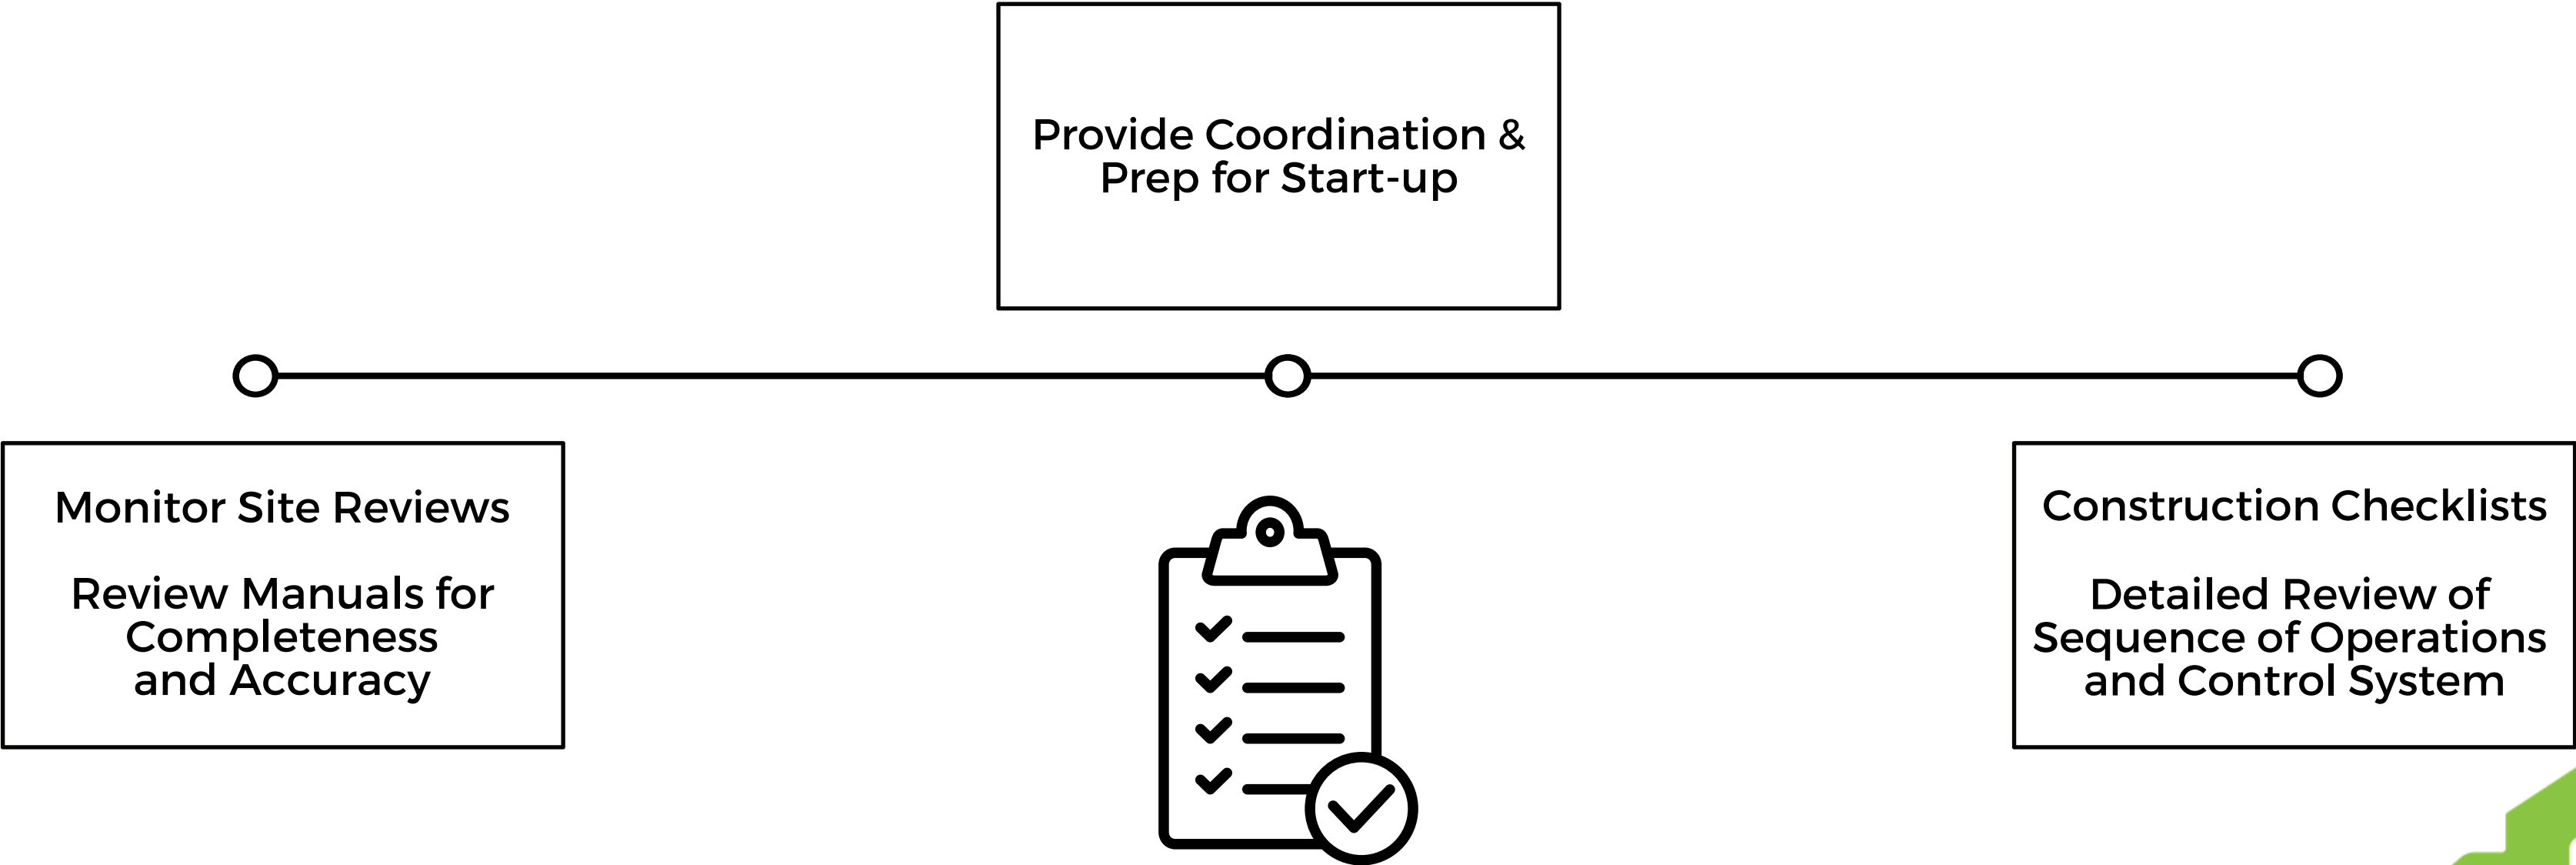 Provide Coordination &
Prep for Start-up
Monitor Site Reviews
Review Manuals for
Completeness
and Accuracy
Construction Checklists
Detailed Review of
Sequence of Operations
and Control System